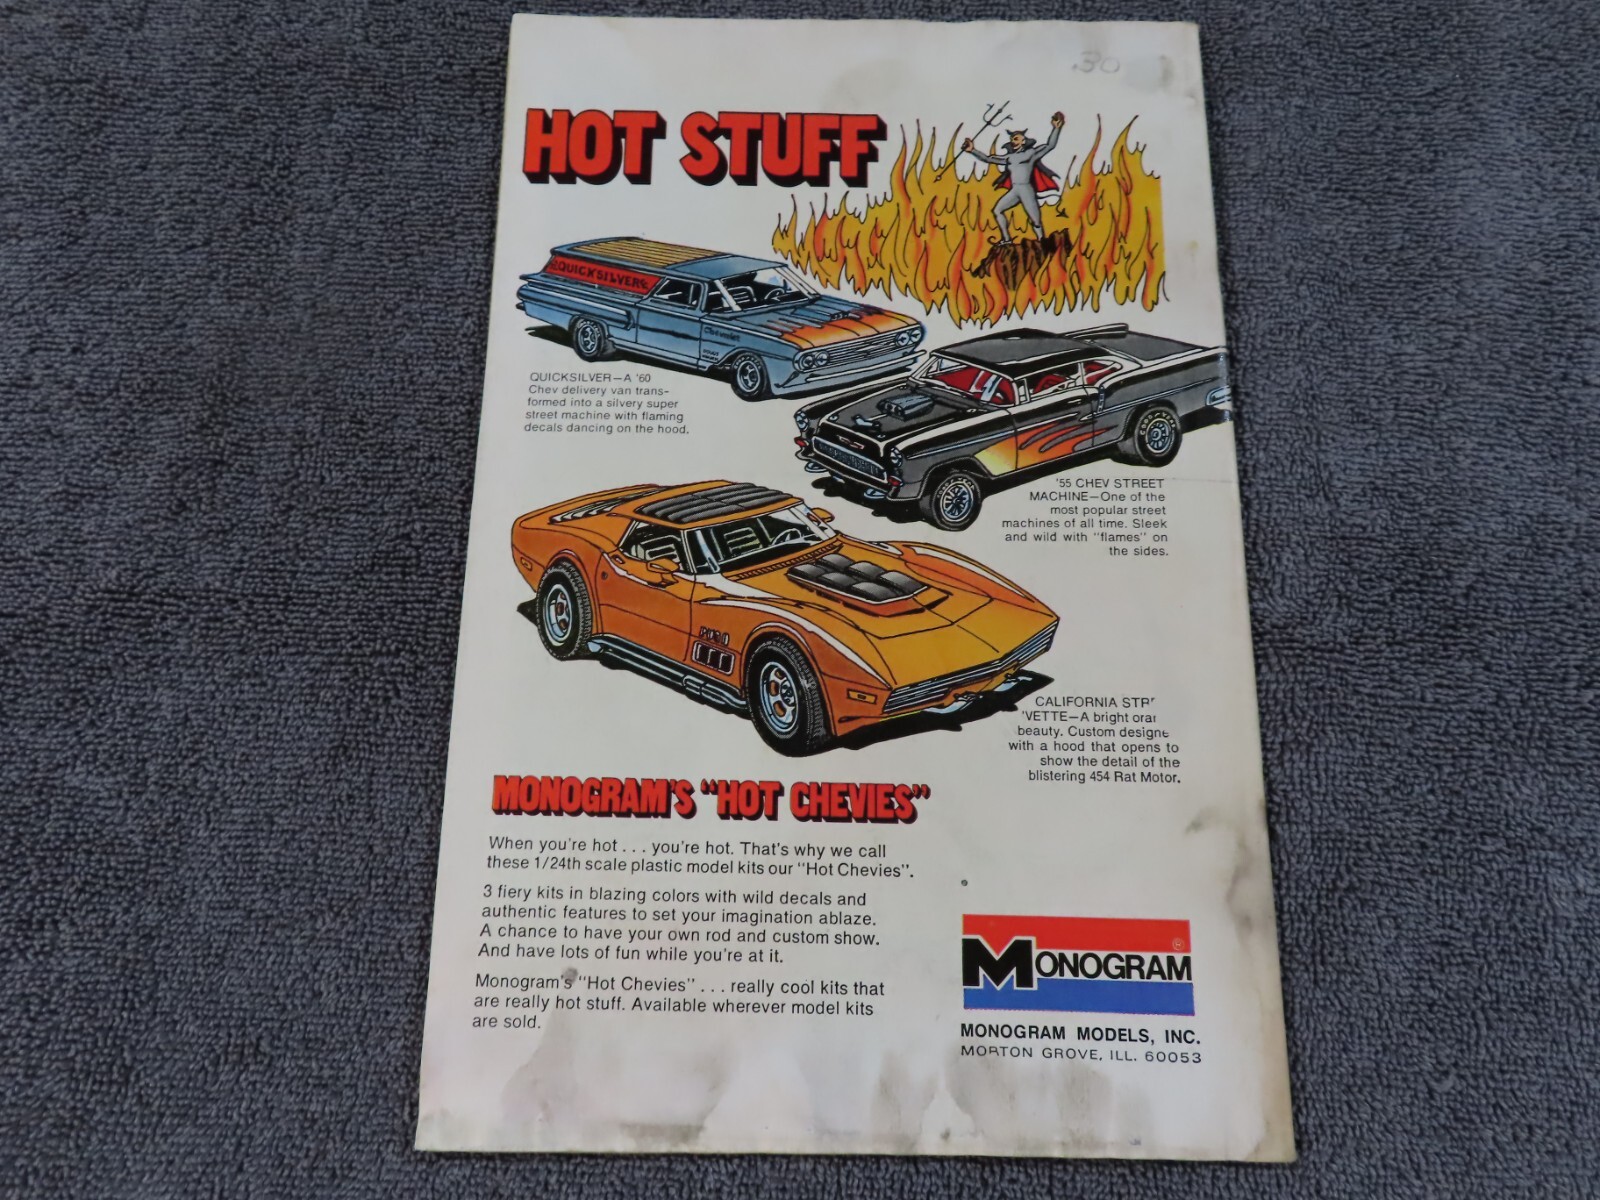 .30
HOT STUFF
QUICKSILVER
Chevrolet
QUICKSILVER—A '60
Chev delivery van trans-
formed into a silvery super
street machine with flaming
decals dancing on the hood.
'55 CHEV STREET
MACHINE—One of the
most popular street
machines of all time. Sleek
and wild with "flames" on
the sides.
CALIFORNIA
'VETTE—A bright
beauty. Custom
with a hood that opens to
show the detail of the
blistering 454 Rat Motor.
MONOGRAM'S "HOT CHEVIES"
When you're hot . . . you're hot. That's why we call
these 1/24th scale plastic model kits our "Hot Chevies".
3 fiery kits in blazing colors with wild decals and
authentic features to set your imagination ablaze.
A chance to have your own rod and custom show.
And have lots of fun while you're at it.
Monogram's "Hot Chevies" . . . really cool kits that
are really hot stuff. Available wherever model kits
are sold.
MONOGRAM ®
MONOGRAM MODELS, INC.
MORTON GROVE, ILL. 60053